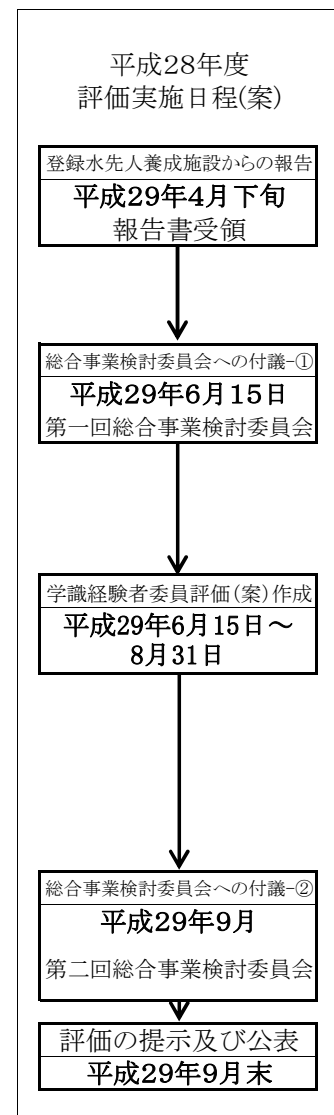 平成28年度
評価実施日程(案)
登録水先人養成施設からの報告
平成29年4月下旬
報告書受領
総合事業検討委員会への付議-①
平成29年6月15日
第一回総合事業検討委員会
学識経験者委員評価(案)作成
平成29年6月15日～
8月31日
総合事業検討委員会への付議-②
平成29年9月
第二回総合事業検討委員会
評価の提示及び公表
平成29年9月末